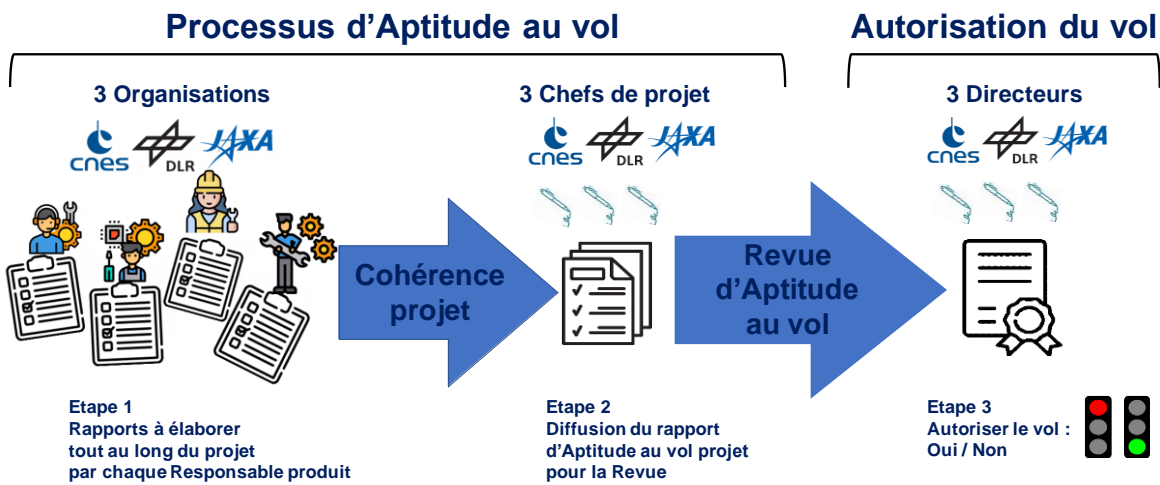 Processus d’Aptitude au vol
Autorisation du vol
3 Organisations
cnes
DLR
JAXA
3 Chefs de projet
cnes
DLR
JAXA
3 Directeurs
cnes
DLR
JAXA
Cohérence
projet
Revue
d’Aptitude
au vol
Etape 1
Rapports à élaborer
tout au long du projet
par chaque Responsable produit
Etape 2
Diffusion du rapport
d’Aptitude au vol projet
pour la Revue
Etape 3
Autoriser le vol :
Oui / Non